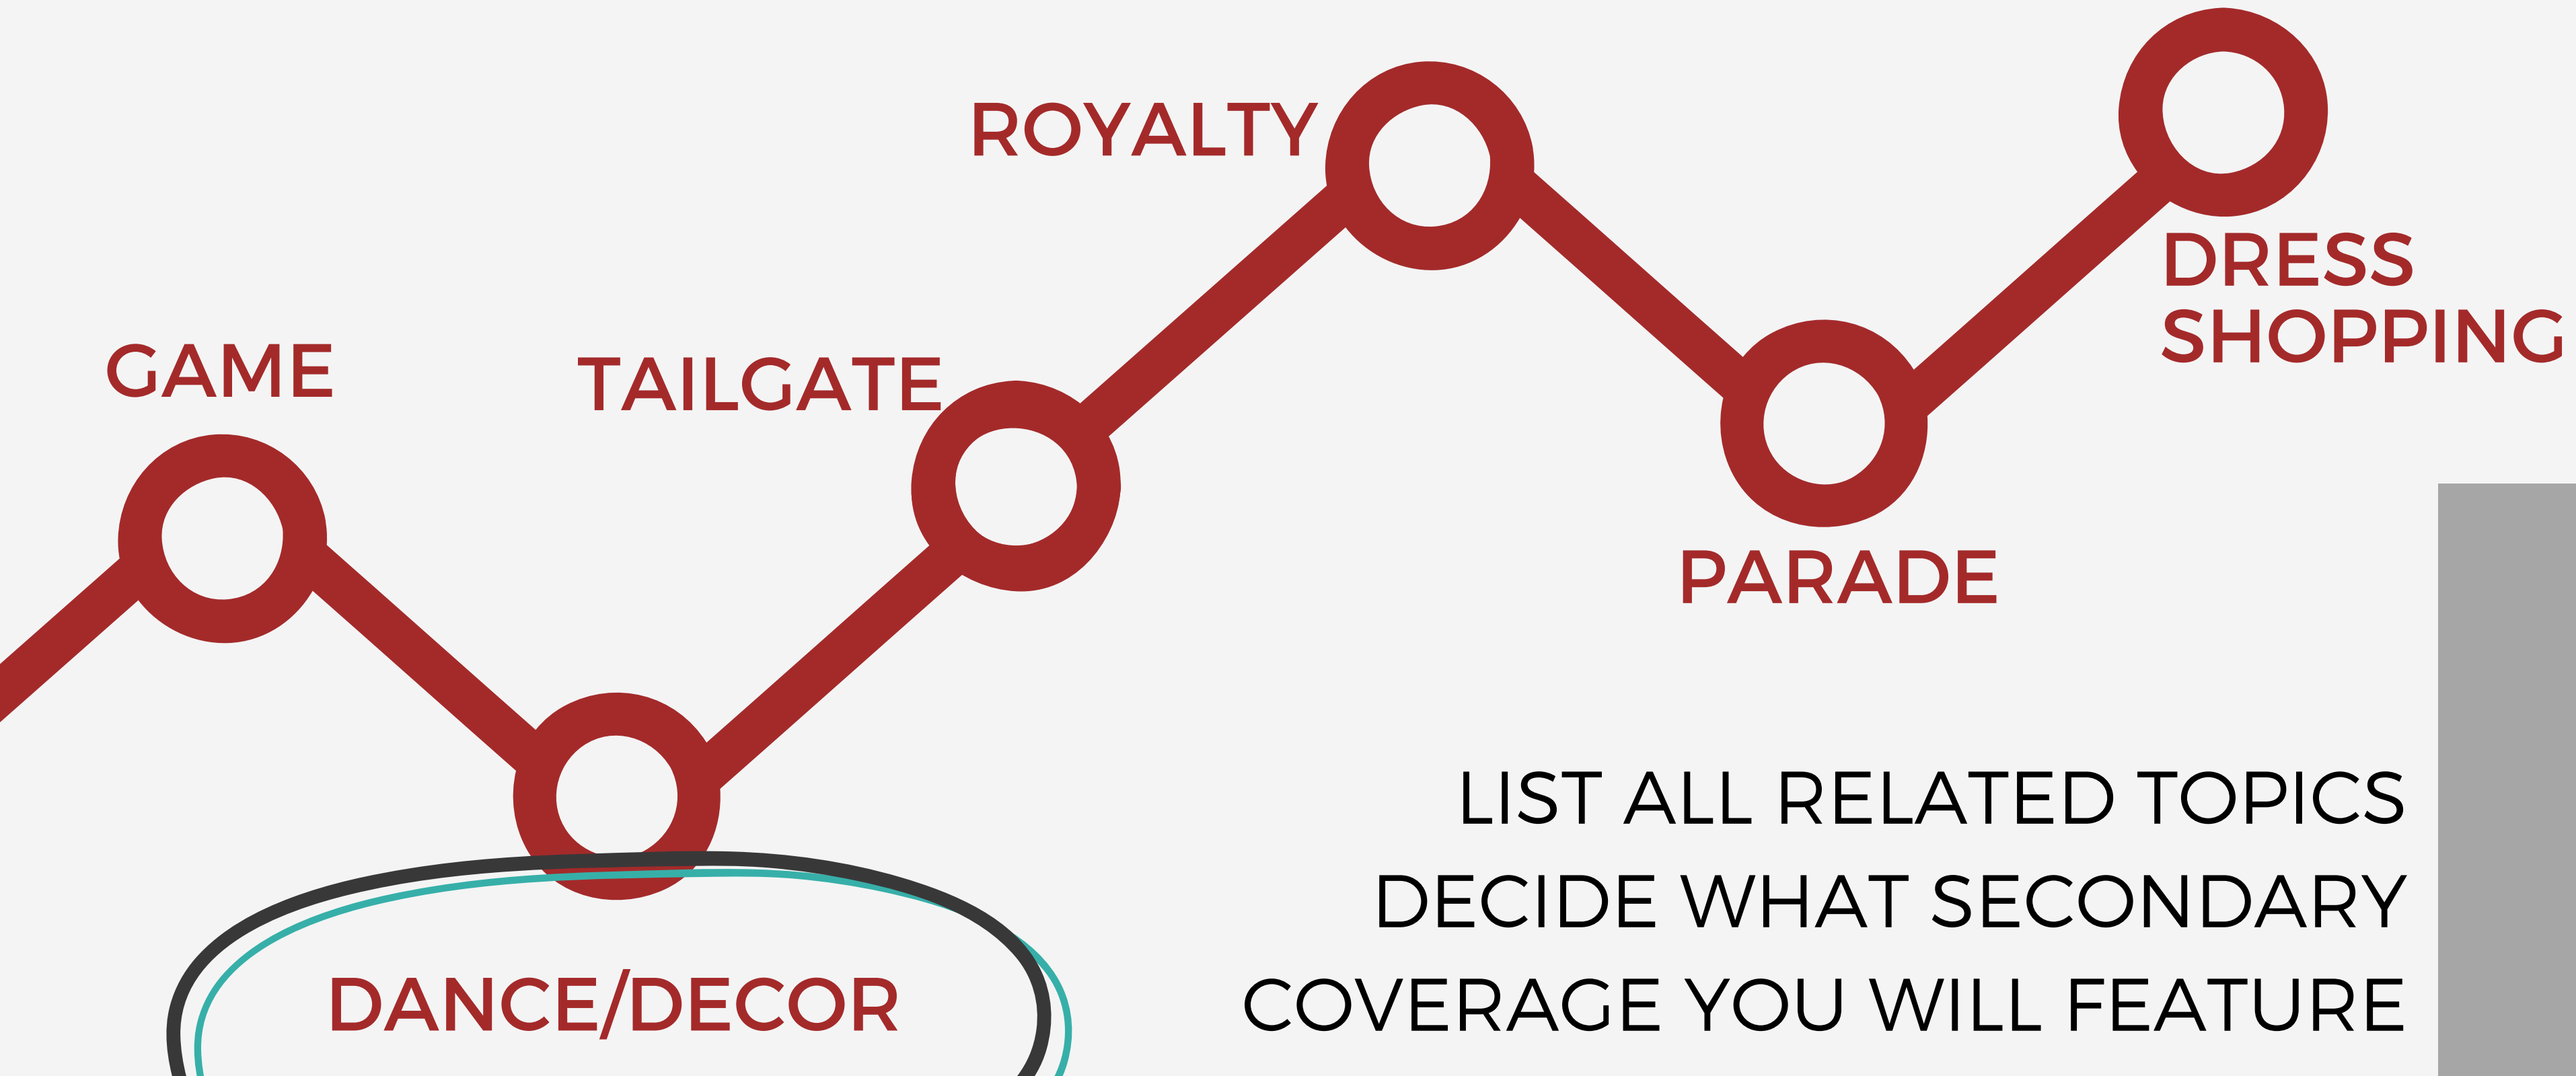 ROYALTY
DRESS
SHOPPING
GAME
TAILGATE
PARADE
LIST ALL RELATED TOPICS
DECIDE WHAT SECONDARY
COVERAGE YOU WILL FEATURE
DANCE/DECOR